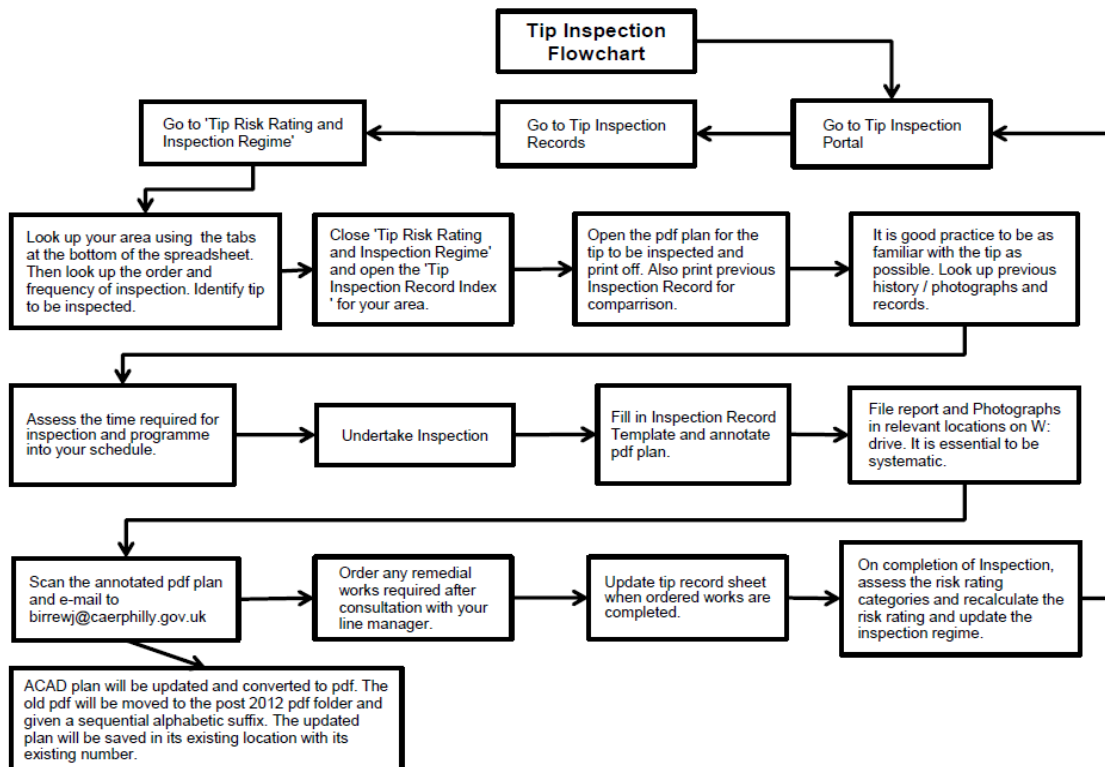 Tip Inspection
Flowchart
Go to 'Tip Risk Rating and
Inspection Regime'
Go to Tip Inspection
Records
Go to Tip Inspection
Portal
Look up your area using the tabs
at the bottom of the spreadsheet.
Then look up the order and
frequency of inspection. Identify tip
to be inspected.
Close 'Tip Risk Rating
and Inspection Regime'
and open the 'Tip
Inspection Record Index
' for your area.
Open the pdf plan for the
tip to be inspected and
print off. Also print previous
Inspection Record for
comparrison.
It is good practice to be as
familiar with the tip as
possible. Look up previous
history / photographs and
records.
Assess the time required for
inspection and programme
into your schedule.
Undertake Inspection
Fill in Inspection Record
Template and annotate
pdf plan.
File report and Photographs
in relevant locations on W:
drive. It is essential to be
systematic.
Scan the annotated pdf plan
and e-mail to
birrewj@caerphilly.gov.uk
Order any remedial
works required after
consultation with your
line manager.
Update tip record sheet
when ordered works are
completed.
On completion of Inspection,
assess the risk rating
categories and recalculate the
risk rating and update the
inspection regime.
ACAD plan will be updated and converted to pdf. The
old pdf will be moved to the post 2012 pdf folder and
given a sequential alphabetic suffix. The updated
plan will be saved in its existing location with its
existing number.